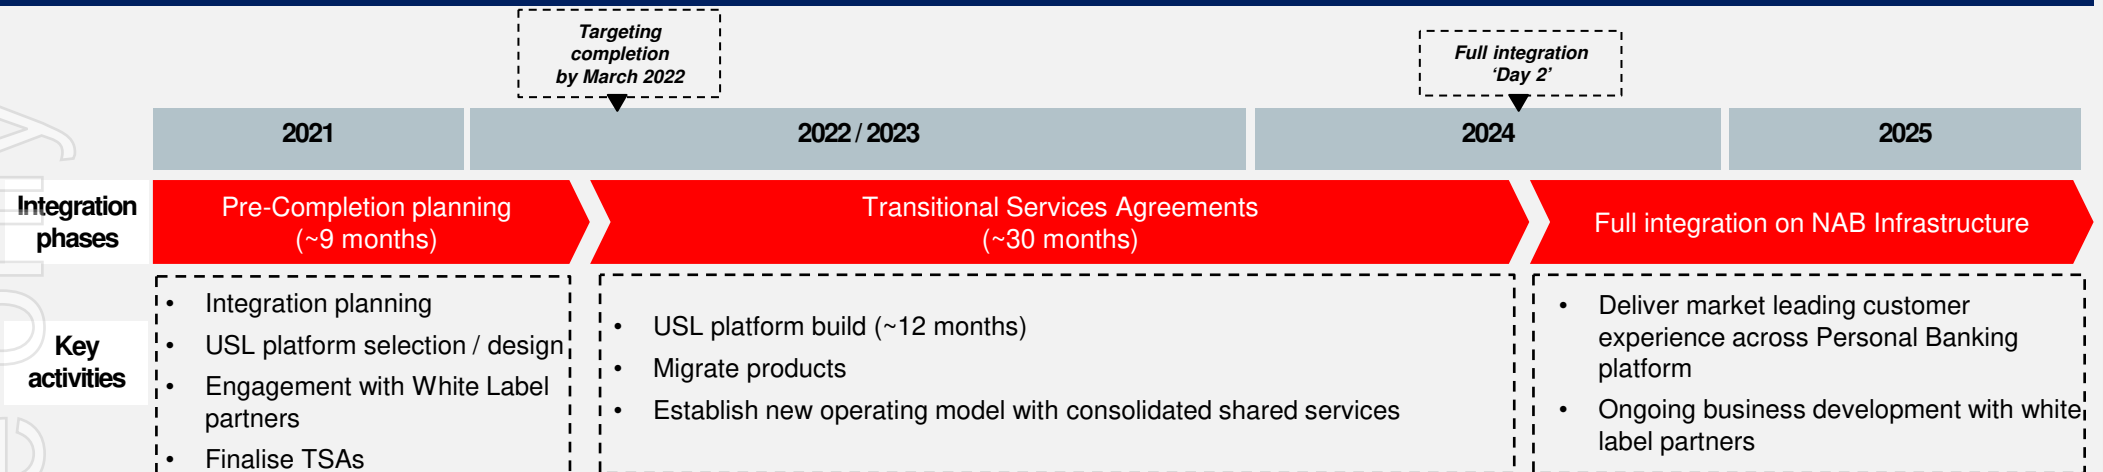 Targeting
completion
by March 2022
Full integration
‘Day 2’
2021
2022 / 2023
2024
2025
Integration
phases
Pre-Completion planning
(~9 months)
Transitional Services Agreements
(~30 months)
Full integration on NAB Infrastructure
Key
activities
• Integration planning
• USL platform selection / design
• Engagement with White Label
partners
• Finalise TSAs
• USL platform build (~12 months)
• Migrate products
• Establish new operating model with consolidated shared services
• Deliver market leading customer
experience across Personal Banking
platform
• Ongoing business development with white
label partners